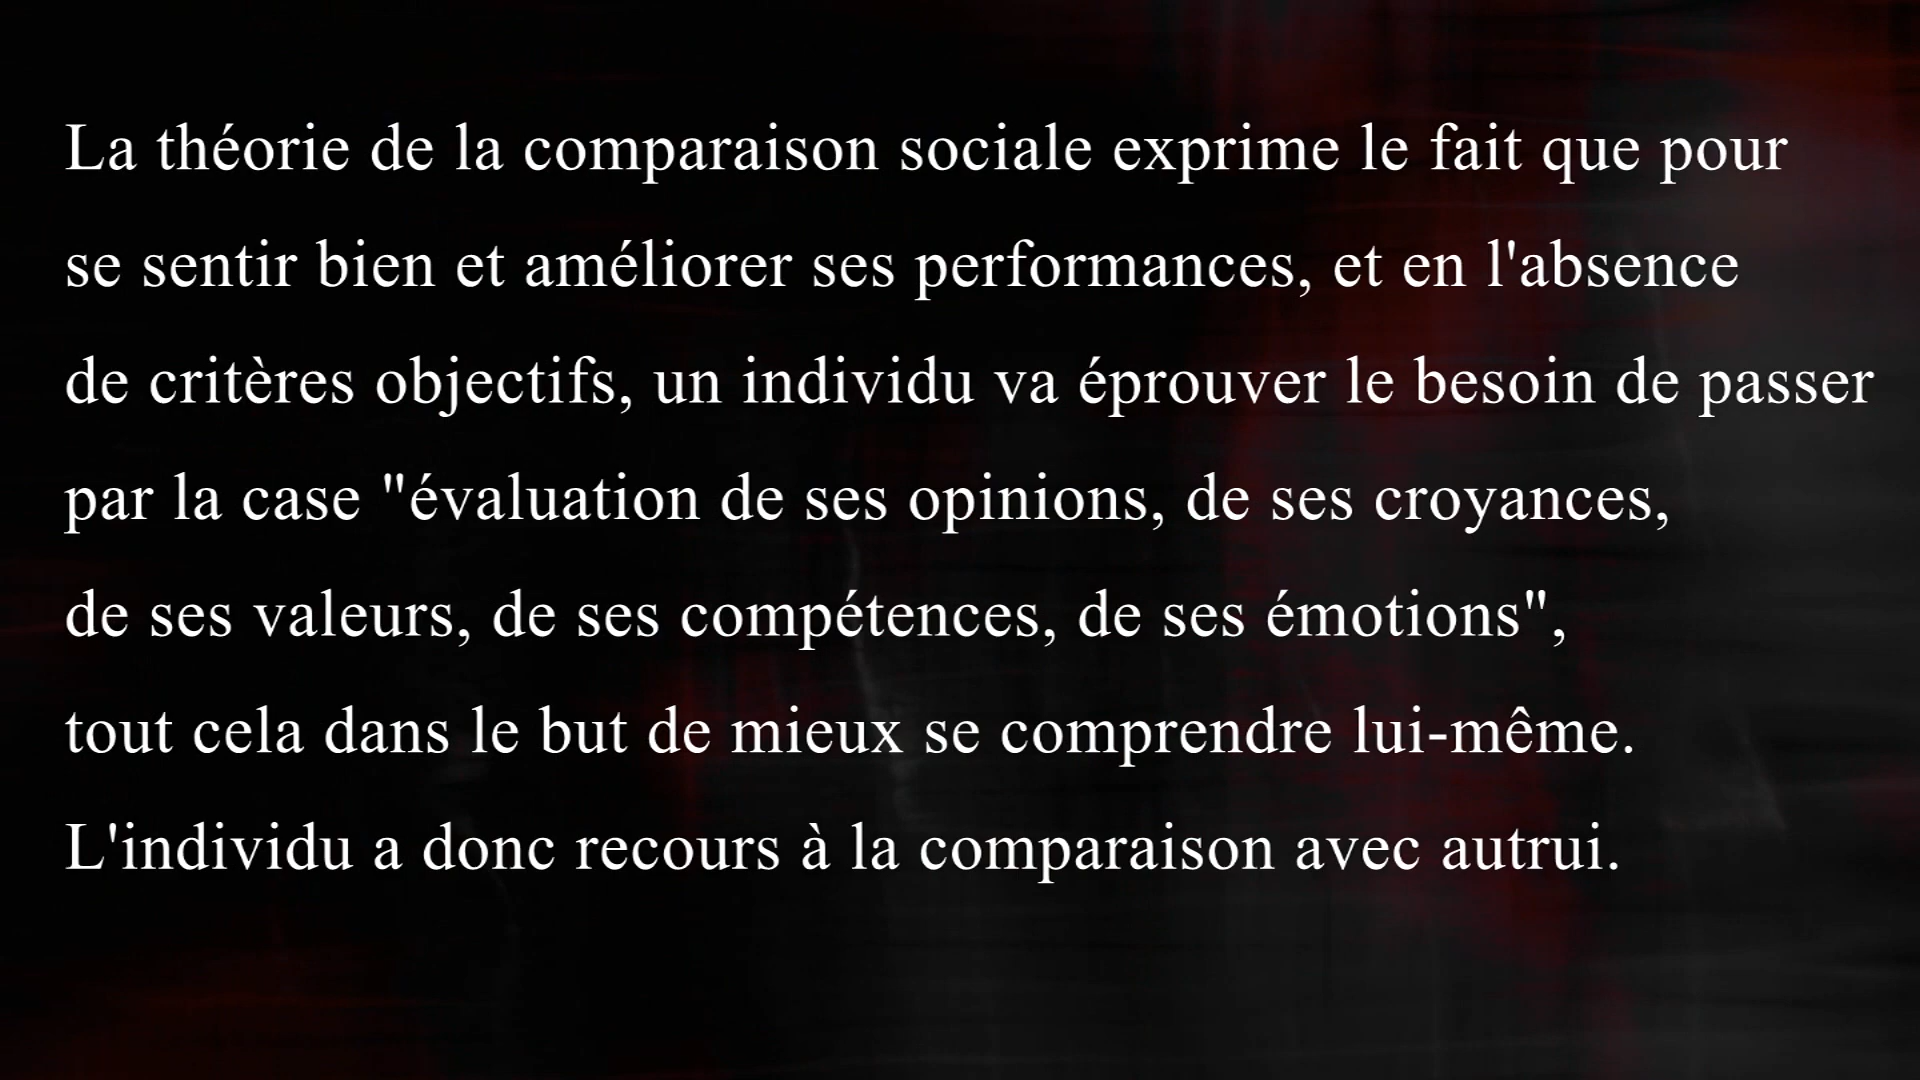 La théorie de la comparaison sociale exprime le fait que pour
se sentir bien et améliorer ses performances, et en l'absence
de critères objectifs, un individu va éprouver le besoin de passer
par la case "évaluation de ses opinions, de ses croyances,
de ses valeurs, de ses compétences, de ses émotions",
tout cela dans le but de mieux se comprendre lui-même.
L'individu a donc recours à la comparaison avec autrui.